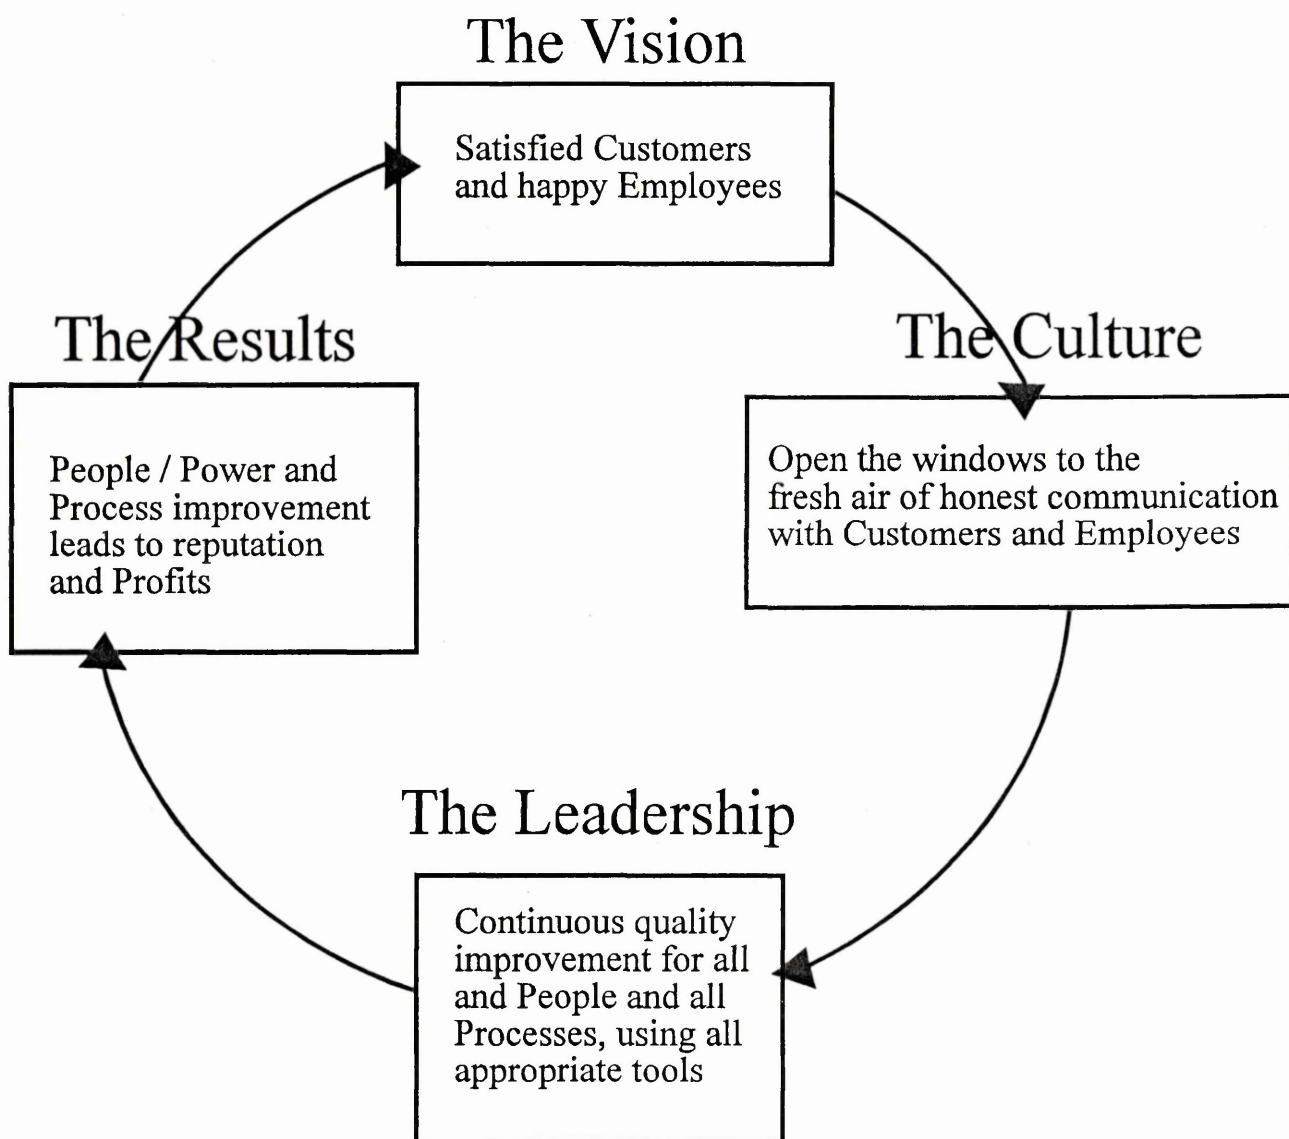 The Vision
Satisfied Customers
and happy Employees
The Culture
Open the windows to the
fresh air of honest communication
with Customers and Employees
The Leadership
Continuous quality
improvement for all
and People and all
Processes, using all
appropriate tools
The Results
People / Power and
Process improvement
leads to reputation
and Profits